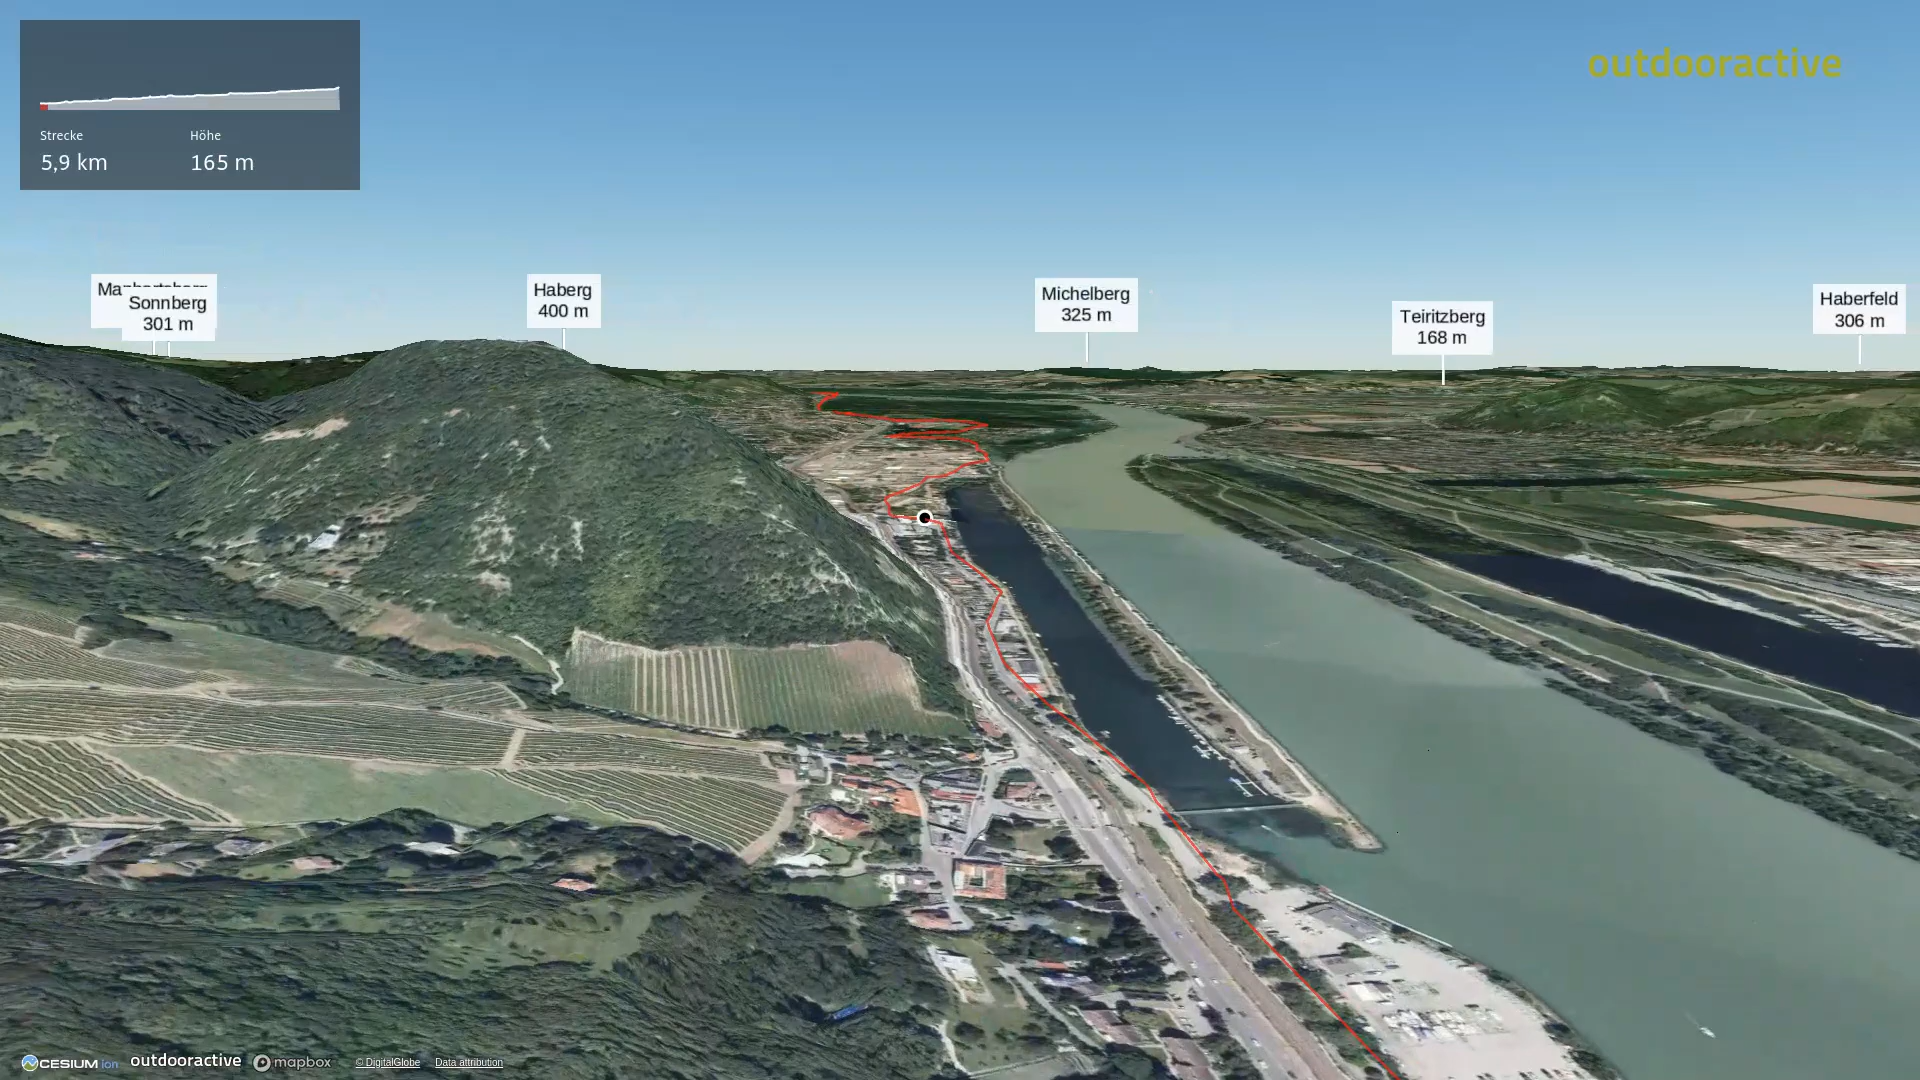 outdooractive
Strecke
Höhe
5,9 km
165 m
Sonnberg
301 m
Haberg
400 m
Michelberg
325 m
Teiritzberg
168 m
Haberfeld
306 m
CESIUM ion
outdooractive
mapbox
© DigitalGlobe
Data attribution